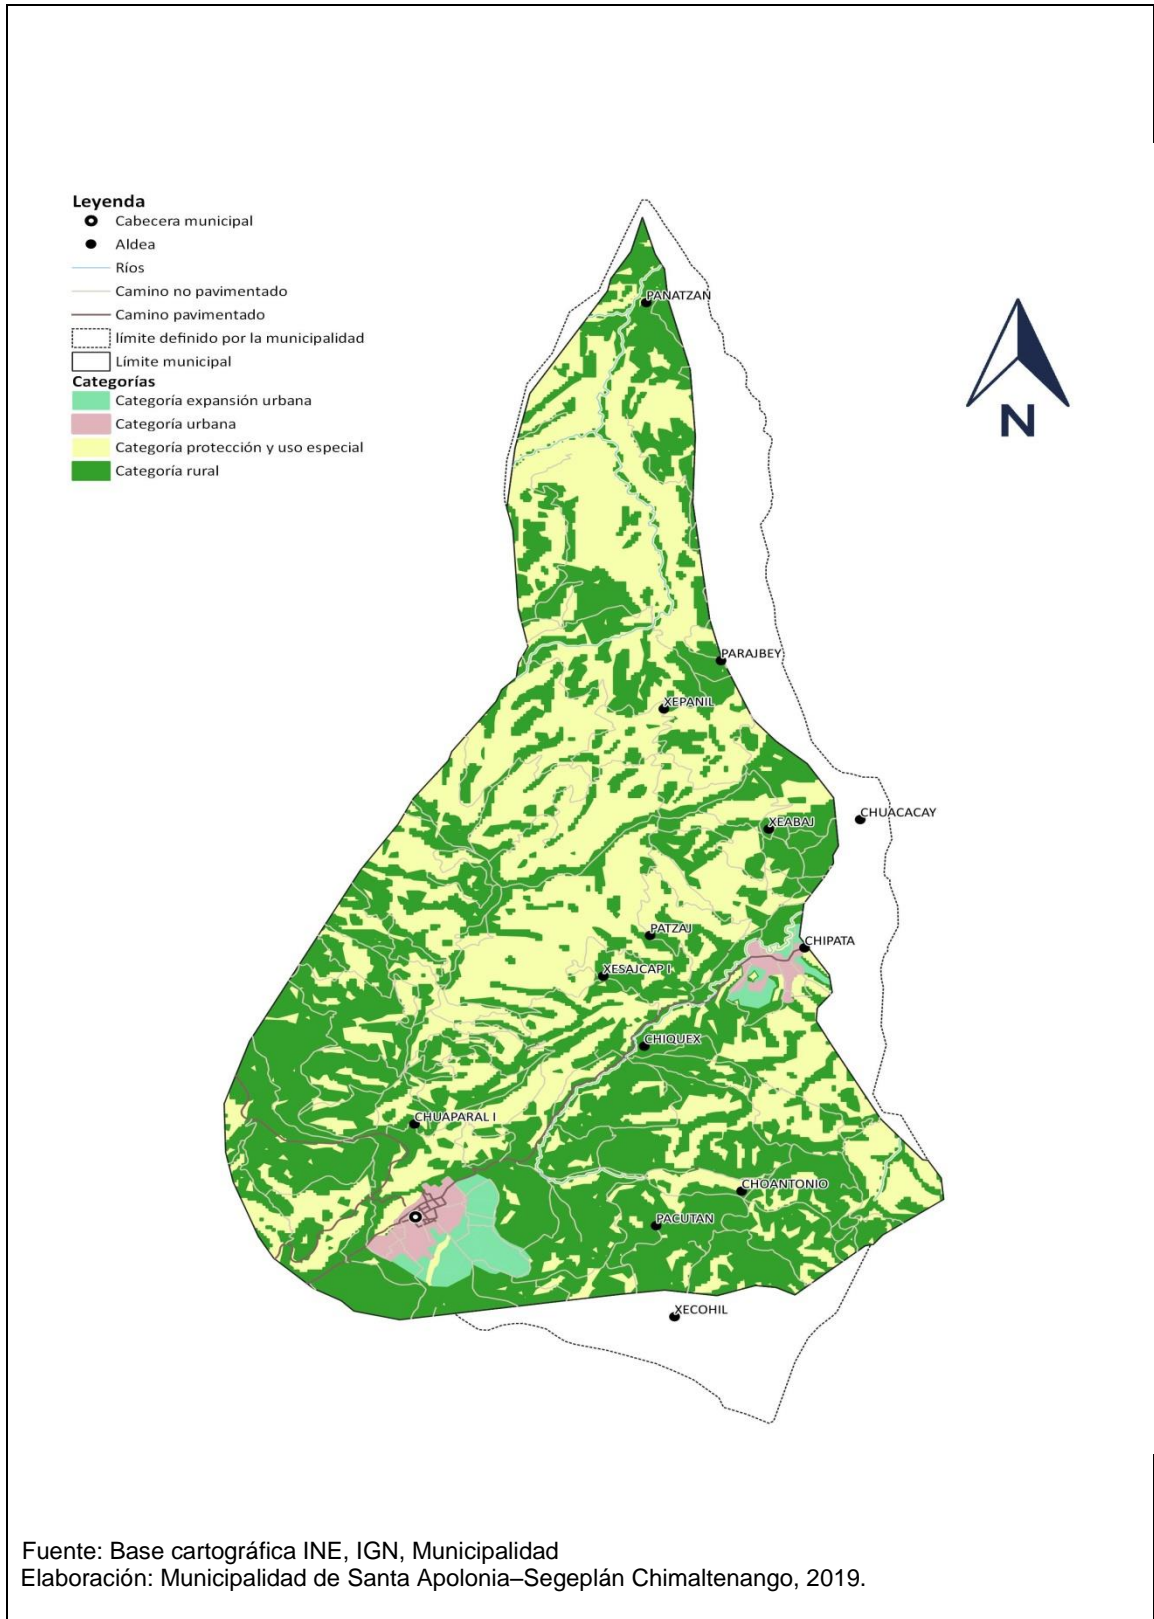 Leyenda
Cabecera municipal
Aldea
Ríos
Camino no pavimentado
Camino pavimentado
límite definido por la municipalidad
Límite municipal
Categorías
Categoría expansión urbana
Categoría urbana
Categoría protección y uso especial
Categoría rural
N
PANATZAN
PARAJBEY
XEPANIL
CHUACACAY
XEABAJ
PATZAJ
CHIPATA
XESAJCAP I
CHIQUEX
CHUAPARAL I
CHOANTONIO
PACUTAN
XECOHIL
Fuente: Base cartográfica INE, IGN, Municipalidad
Elaboración: Municipalidad de Santa Apolonia–Segeplán Chimaltenango, 2019.